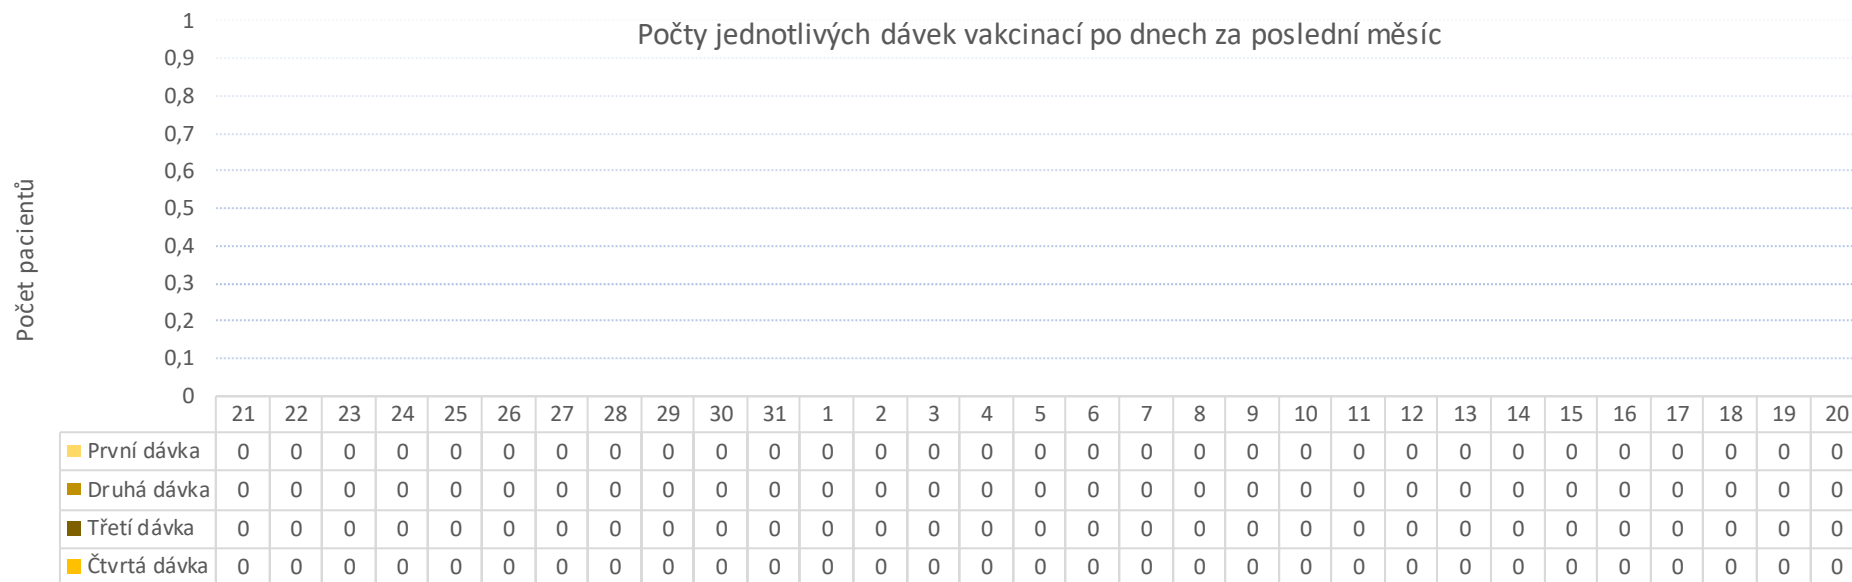 Počty jednotlivých dávek vakcinací po dnech za poslední měsíc
Počet pacientů
1
0,9
0,8
0,7
0,6
0,5
0,4
0,3
0,2
0,1
0
21 22 23 24 25 26 27 28 29 30 31 1 2 3 4 5 6 7 8 9 10 11 12 13 14 15 16 17 18 19 20
První dávka 0 0 0 0 0 0 0 0 0 0 0 0 0 0 0 0 0 0 0 0 0 0 0 0 0 0 0 0 0 0 0
Druhá dávka 0 0 0 0 0 0 0 0 0 0 0 0 0 0 0 0 0 0 0 0 0 0 0 0 0 0 0 0 0 0 0
Třetí dávka 0 0 0 0 0 0 0 0 0 0 0 0 0 0 0 0 0 0 0 0 0 0 0 0 0 0 0 0 0 0 0
Čtvrtá dávka 0 0 0 0 0 0 0 0 0 0 0 0 0 0 0 0 0 0 0 0 0 0 0 0 0 0 0 0 0 0 0